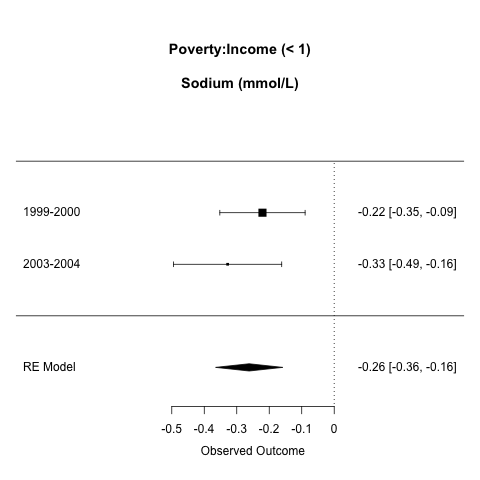 Poverty:Income (< 1)
Sodium (mmol/L)
1999-2000 -0.22 [-0.35, -0.09]
2003-2004 -0.33 [-0.49, -0.16]
RE Model -0.26 [-0.36, -0.16]
-0.5 -0.4 -0.3 -0.2 -0.1 0
Observed Outcome